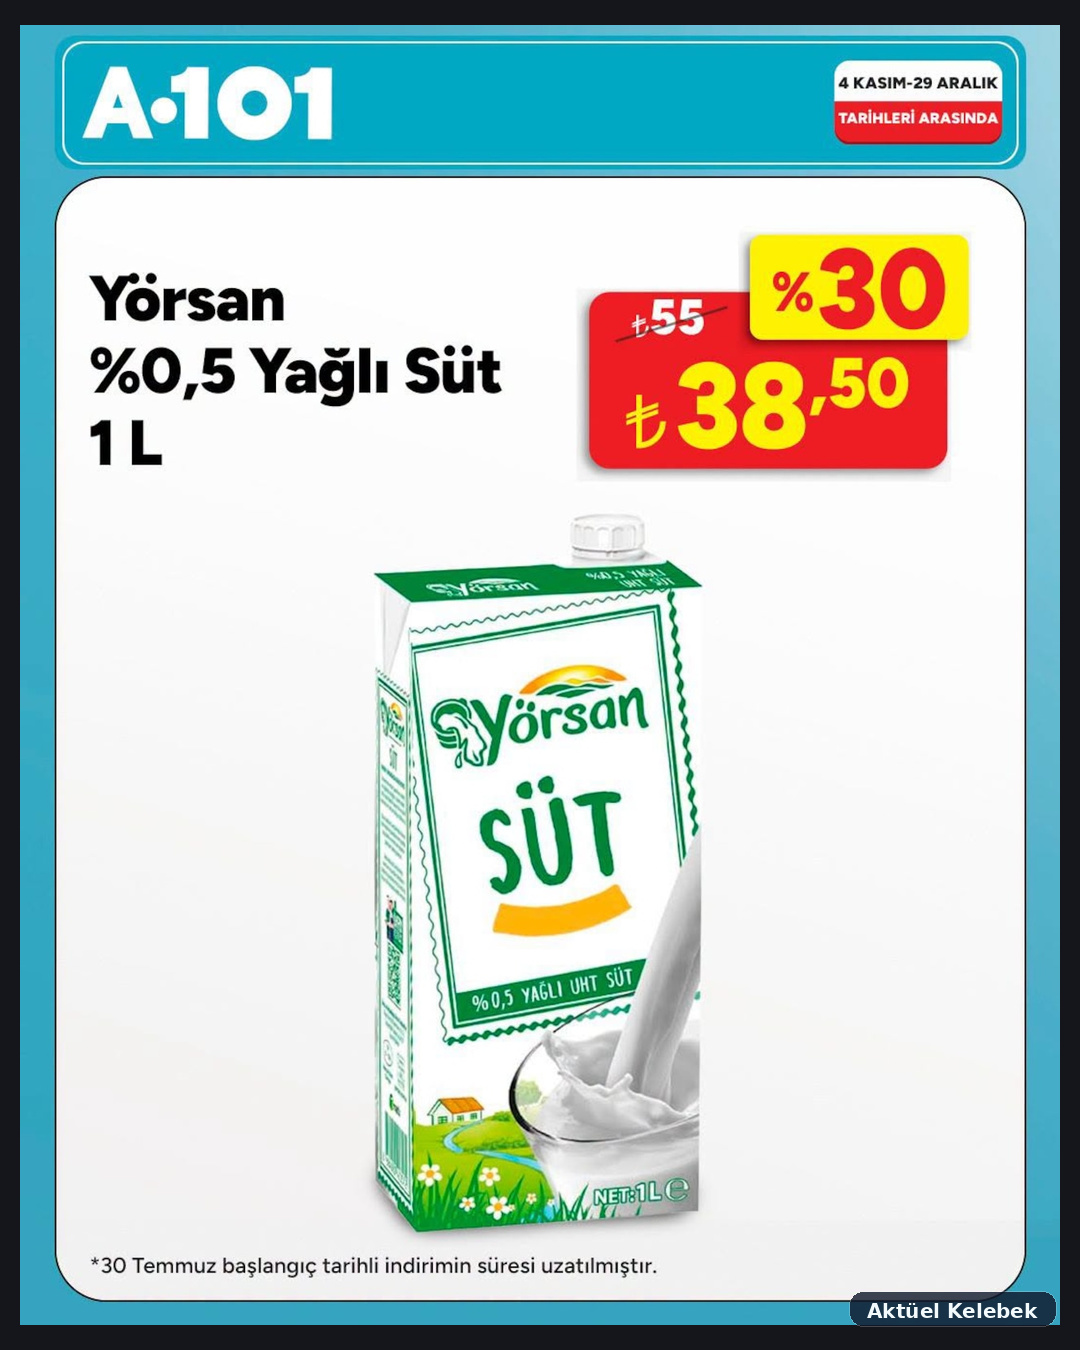 A•101
4 KASIM-29 ARALIK
TARİHLERİ ARASINDA
Yörsan
%0,5 Yağlı Süt
1 L
%30
₺55
₺38,50
Yörsan
%0,5 YAĞLI
UHT SÜT
Yörsan
SÜT
Yörsan
SÜT
%0,5 YAĞLI UHT SÜT
NET:1L ℮
*30 Temmuz başlangıç tarihli indirimin süresi uzatılmıştır.
Aktüel Kelebek